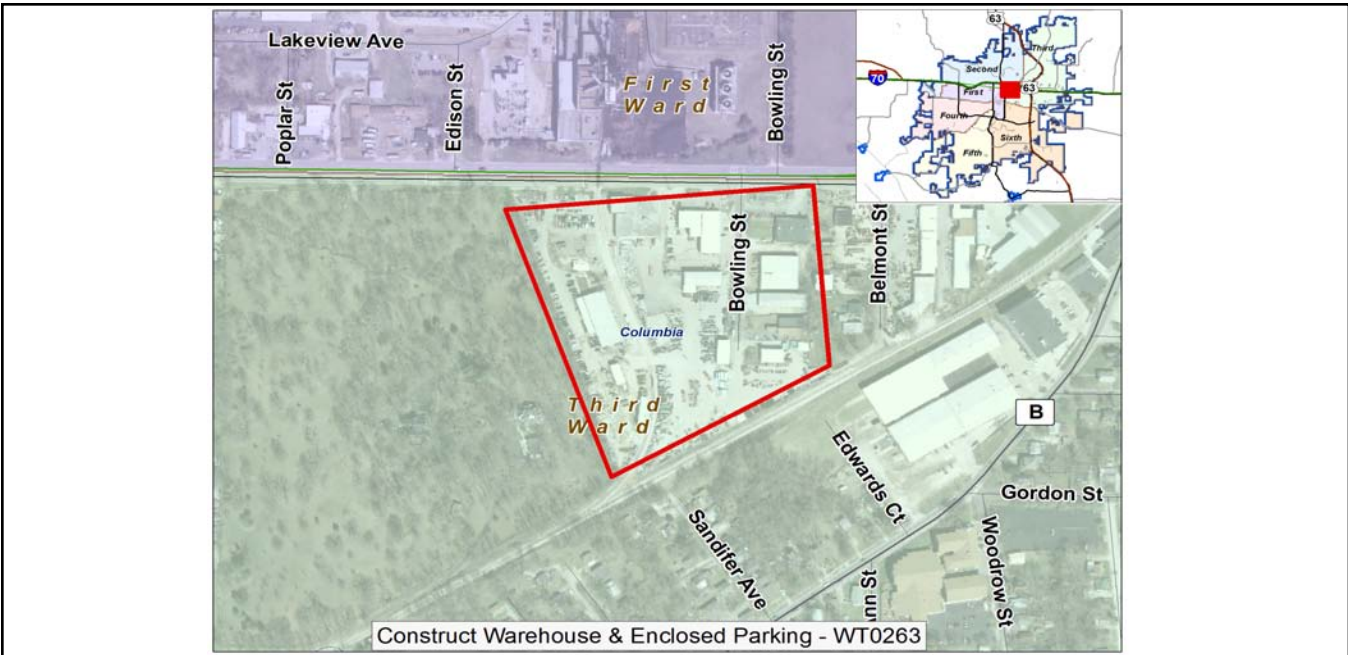 Lakeview Ave
Poplar St
Edison St
First
Ward
Bowling St
63
Third
Second
70
First
63
Fourth
Sixth
Fifth
Bowling St
Belmont St
Columbia
Third
Ward
B
Edwards Ct
Gordon St
Sandifer Ave
Woodrow St
Ann St
Construct Warehouse & Enclosed Parking - WT0263